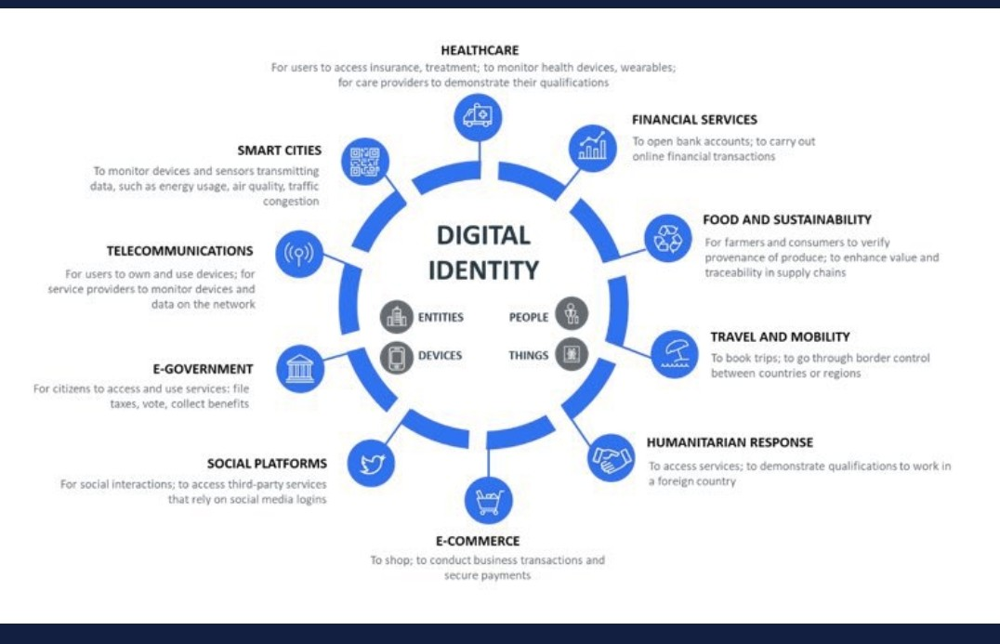 HEALTHCARE
For users to access insurance, treatment; to monitor health devices, wearables;
for care providers to demonstrate their qualifications
FINANCIAL SERVICES
To open bank accounts; to carry out
online financial transactions
FOOD AND SUSTAINABILITY
For farmers and consumers to verify
provenance of produce; to enhance value and
traceability in supply chains
TRAVEL AND MOBILITY
To book trips; to go through border control
between countries or regions
HUMANITARIAN RESPONSE
To access services; to demonstrate qualifications to work in
a foreign country
E-COMMERCE
To shop; to conduct business transactions and
secure payments
SOCIAL PLATFORMS
For social interactions; to access third-party services
that rely on social media logins
E-GOVERNMENT
For citizens to access and use services: file
taxes, vote, collect benefits
TELECOMMUNICATIONS
For users to own and use devices; for
service providers to monitor devices and
data on the network
SMART CITIES
To monitor devices and sensors transmitting
data, such as energy usage, air quality, traffic
congestion
DIGITAL
IDENTITY
ENTITIES
PEOPLE
DEVICES
THINGS